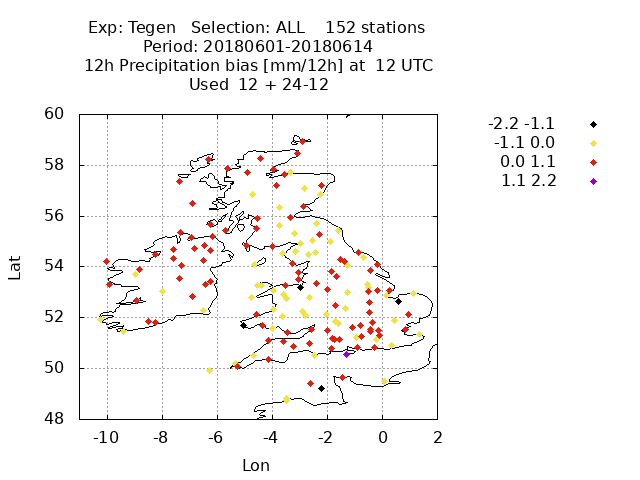 Exp: Tegen Selection: ALL 152 stations
Period: 20180601-20180614
12h Precipitation bias [mm/12h] at 12 UTC
Used 12 + 24-12
-2.2 -1.1
-1.1 0.0
0.0 1.1
1.1 2.2
60
58
56
54
52
50
48
Lat
-10 -8 -6 -4 -2 0 2
Lon